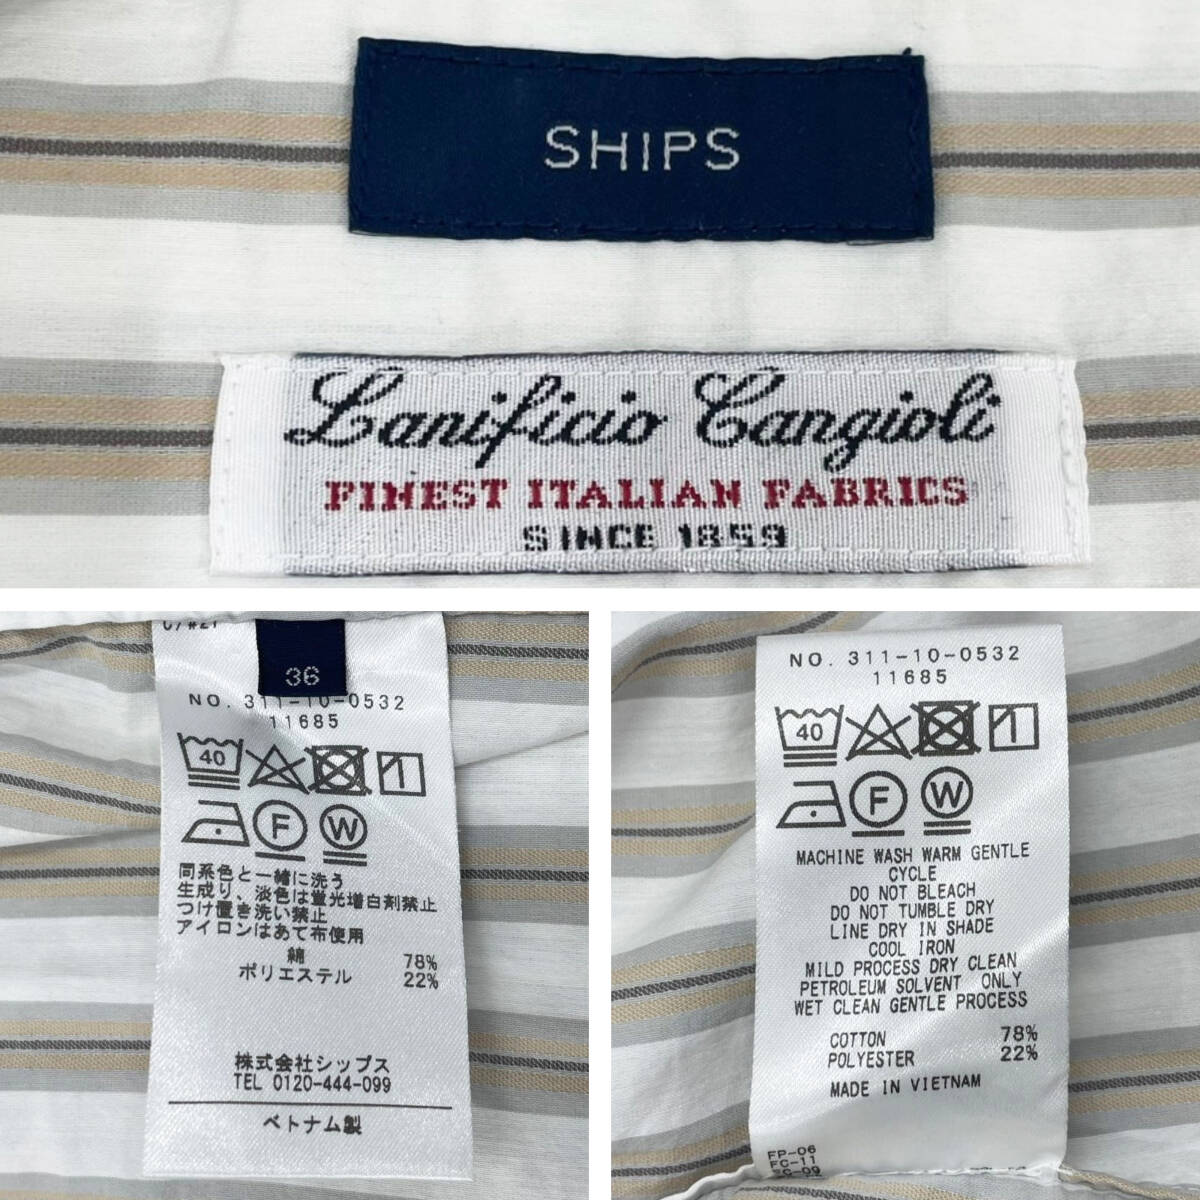 SHIPS
Lanificio Cangioli
FINEST ITALIAN FABRICS
SINCE 1859
C/#21
36
NO. 311-10-0532
11685
40
F
W
同系色と一緒に洗う
生成り、淡色は蛍光増白剤禁止
つけ置き洗い禁止
アイロンはあて布使用
綿 78%
ポリエステル 22%
株式会社シップス
TEL 0120-444-099
ベトナム製
NO. 311-10-0532
11685
40
F
W
MACHINE WASH WARM GENTLE
CYCLE
DO NOT BLEACH
DO NOT TUMBLE DRY
LINE DRY IN SHADE
COOL IRON
MILD PROCESS DRY CLEAN
PETROLEUM SOLVENT ONLY
WET CLEAN GENTLE PROCESS
COTTON 78%
POLYESTER 22%
MADE IN VIETNAM
FP-06
FC-11